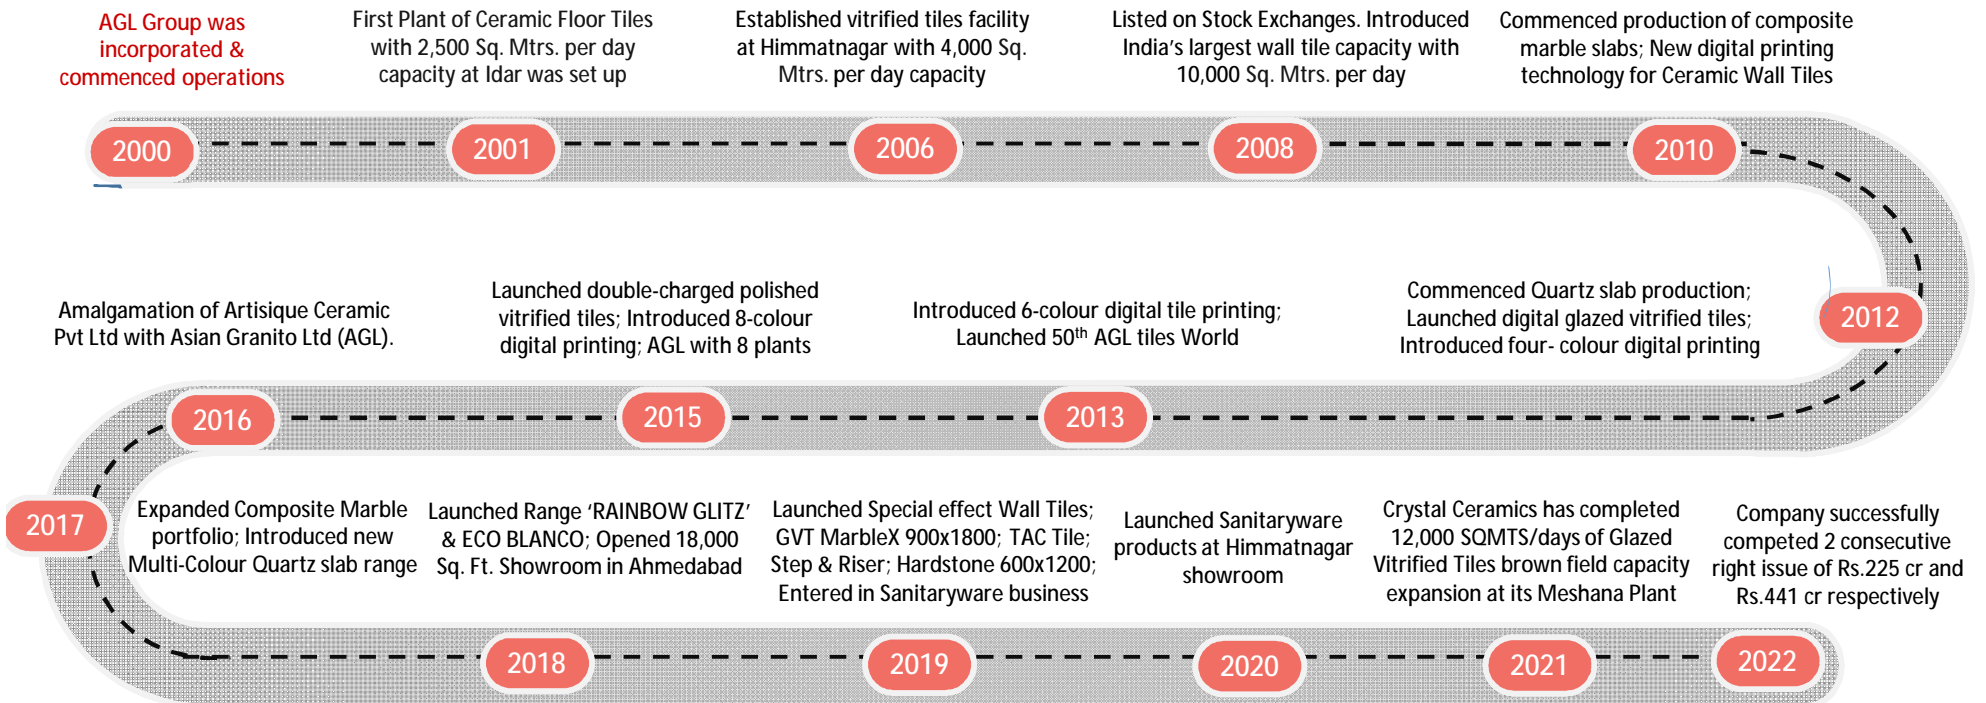 AGL Group was
incorporated &
commenced operations
First Plant of Ceramic Floor Tiles
with 2,500 Sq. Mtrs. per day
capacity at Idar was set up
Established vitrified tiles facility
at Himmatnagar with 4,000 Sq.
Mtrs. per day capacity
Listed on Stock Exchanges. Introduced
India's largest wall tile capacity with
10,000 Sq. Mtrs. per day
Commenced production of composite
marble slabs; New digital printing
technology for Ceramic Wall Tiles
2000
2001
2006
2008
2010
Amalgamation of Artisique Ceramic
Pvt Ltd with Asian Granito Ltd (AGL).
Launched double-charged polished
vitrified tiles; Introduced 8-colour
digital printing; AGL with 8 plants
Introduced 6-colour digital tile printing;
Launched 50th AGL tiles World
Commenced Quartz slab production;
Launched digital glazed vitrified tiles;
Introduced four- colour digital printing
2012
2016
2015
2013
2017
Expanded Composite Marble
portfolio; Introduced new
Multi-Colour Quartz slab range
Launched Range 'RAINBOW GLITZ'
& ECO BLANCO; Opened 18,000
Sq. Ft. Showroom in Ahmedabad
Launched Special effect Wall Tiles;
GVT MarbleX 900x1800; TAC Tile;
Step & Riser; Hardstone 600x1200;
Entered in Sanitaryware business
Launched Sanitaryware
products at Himmatnagar
showroom
Crystal Ceramics has completed
12,000 SQMTS/days of Glazed
Vitrified Tiles brown field capacity
expansion at its Meshana Plant
Company successfully
competed 2 consecutive
right issue of Rs.225 cr and
Rs.441 cr respectively
2018
2019
2020
2021
2022